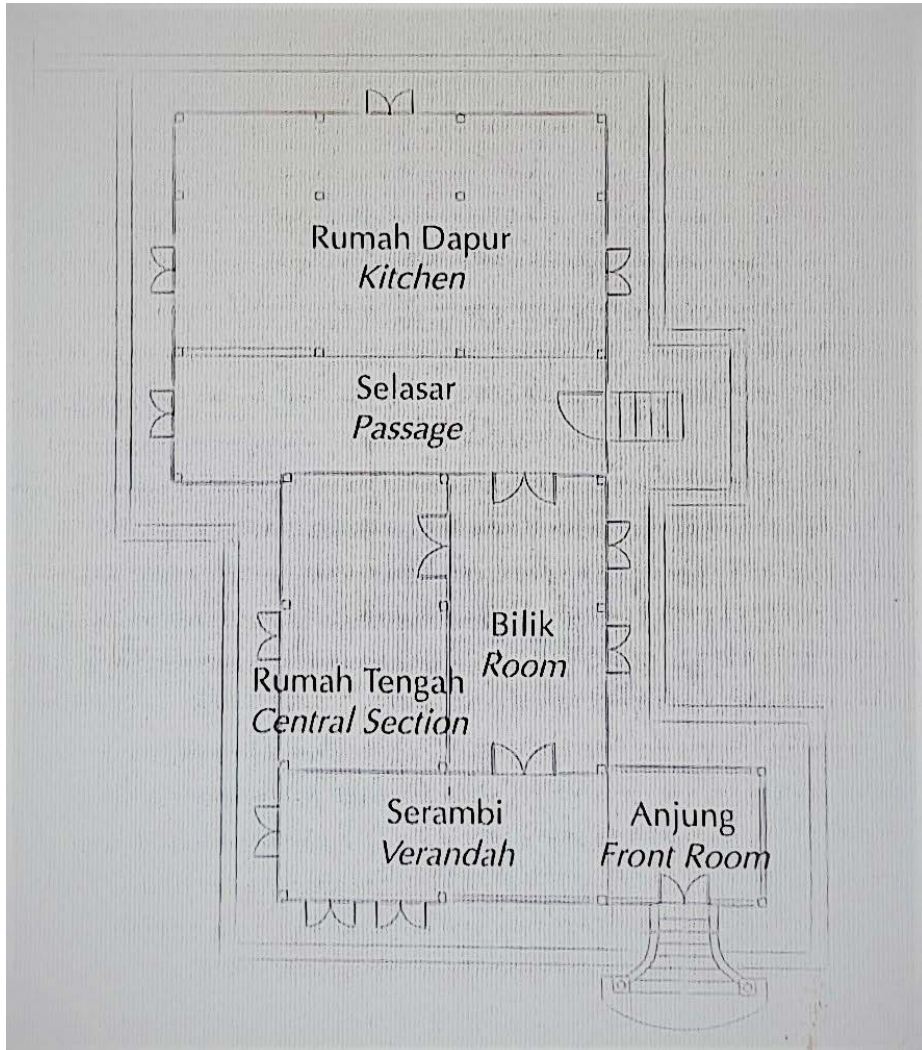 Rumah Dapur
Kitchen
Selasar
Passage
Bilik
Room
Rumah Tengah
Central Section
Serambi
Verandah
Anjung
Front Room